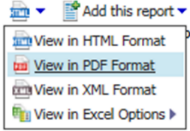 Add this report
View in HTML Format
View in PDF Format
View in XML Format
View in Excel Options